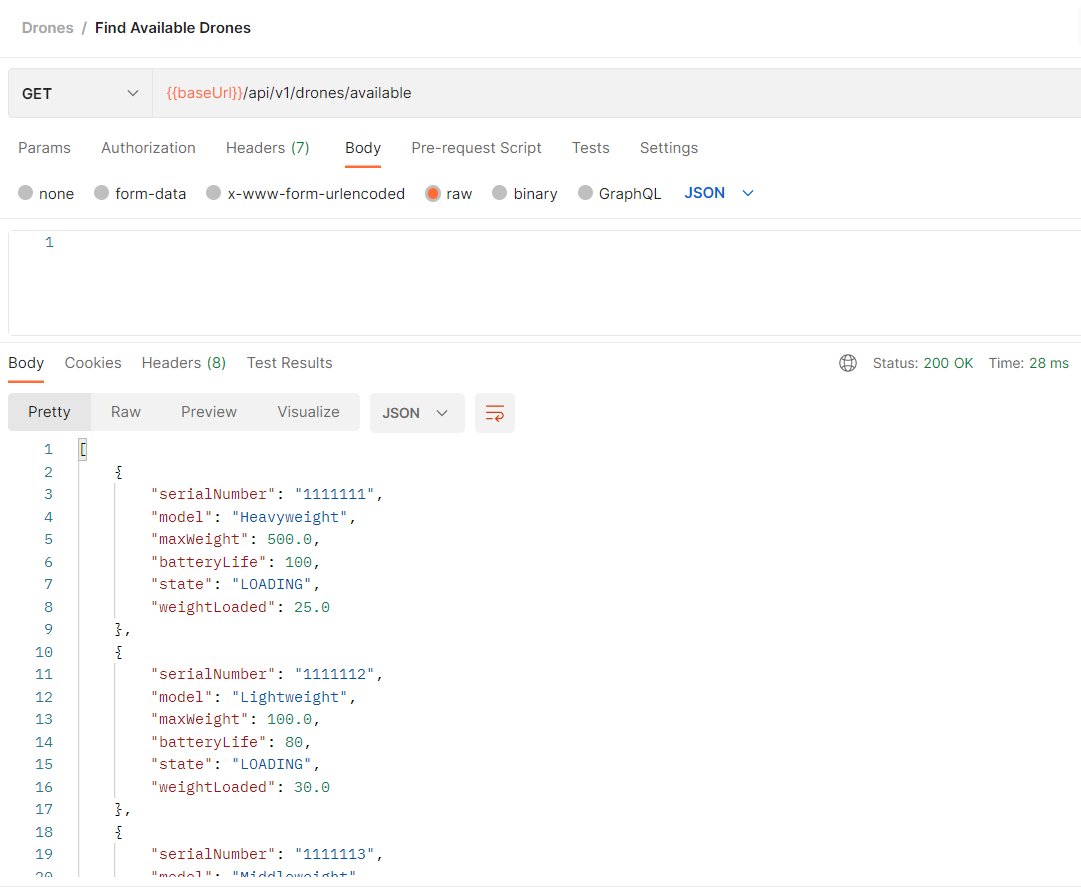 Drones / Find Available Drones
GET {{baseUrl}}/api/v1/drones/available
Params Authorization Headers (7) Body Pre-request Script Tests Settings
none form-data x-www-form-urlencoded raw binary GraphQL JSON
1
Body Cookies Headers (8) Test Results Status: 200 OK Time: 28 ms
Pretty Raw Preview Visualize JSON
1 [
2 {
3 "serialNumber": "1111111",
4 "model": "Heavyweight",
5 "maxWeight": 500.0,
6 "batteryLife": 100,
7 "state": "LOADING",
8 "weightLoaded": 25.0
9 },
10 {
11 "serialNumber": "1111112",
12 "model": "Lightweight",
13 "maxWeight": 100.0,
14 "batteryLife": 80,
15 "state": "LOADING",
16 "weightLoaded": 30.0
17 },
18 {
19 "serialNumber": "1111113",
20 "model": "Middleweight"